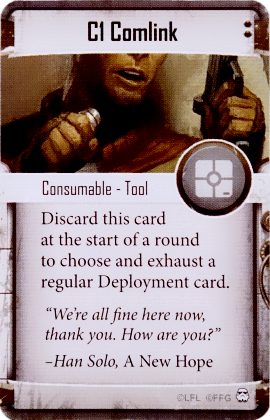 C1 Comlink
Consumable - Tool
Discard this card
at the start of a round
to choose and exhaust a
regular Deployment card.
“We’re all fine here now,
thank you. How are you?”
–Han Solo, A New Hope
©LFL ©FFG